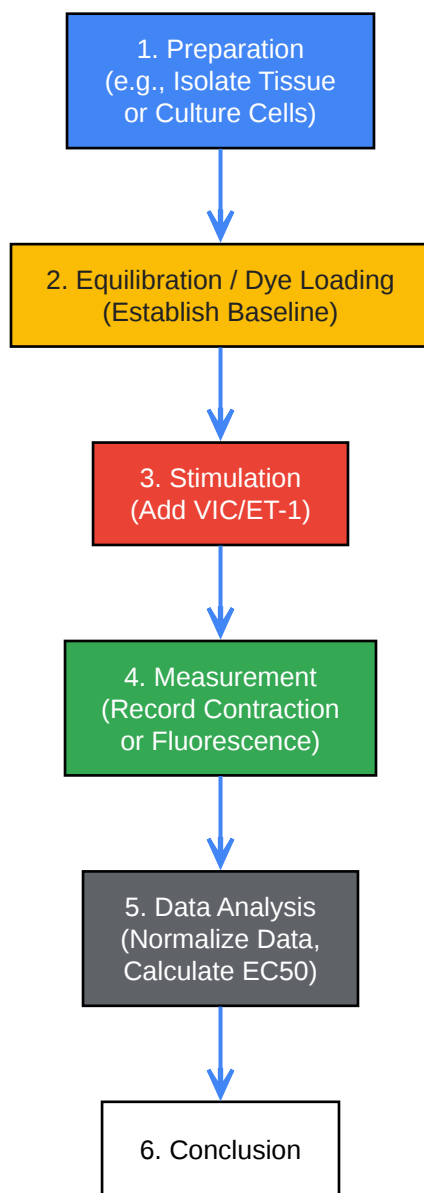 1. Preparation
(e.g., Isolate Tissue
or Culture Cells)
2. Equilibration / Dye Loading
(Establish Baseline)
3. Stimulation
(Add VIC/ET-1)
4. Measurement
(Record Contraction
or Fluorescence)
5. Data Analysis
(Normalize Data,
Calculate EC50)
6. Conclusion